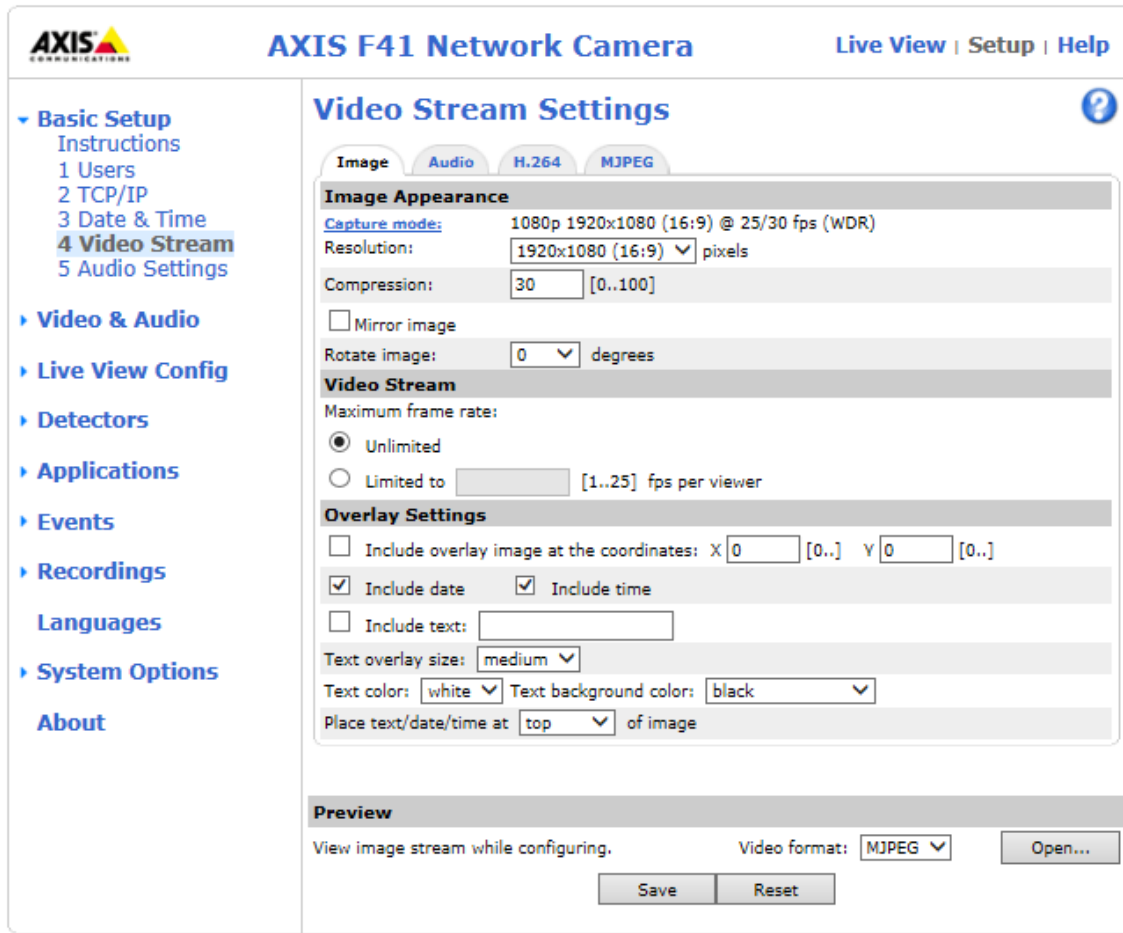 AXIS
COMMUNICATIONS
AXIS F41 Network Camera
Live View | Setup | Help
Basic Setup
Instructions
1 Users
2 TCP/IP
3 Date & Time
4 Video Stream
5 Audio Settings
Video & Audio
Live View Config
Detectors
Applications
Events
Recordings
Languages
System Options
About
Video Stream Settings
?
Image Audio H.264 MJPEG
Image Appearance
Capture mode: 1080p 1920x1080 (16:9) @ 25/30 fps (WDR)
Resolution: 1920x1080 (16:9) pixels
Compression: 30 [0..100]
Mirror image
Rotate image: 0 degrees
Video Stream
Maximum frame rate:
Unlimited
Limited to [1..25] fps per viewer
Overlay Settings
Include overlay image at the coordinates: X 0 [0..] Y 0 [0..]
Include date Include time
Include text:
Text overlay size: medium
Text color: white Text background color: black
Place text/date/time at top of image
Preview
View image stream while configuring. Video format: MJPEG Open...
Save Reset